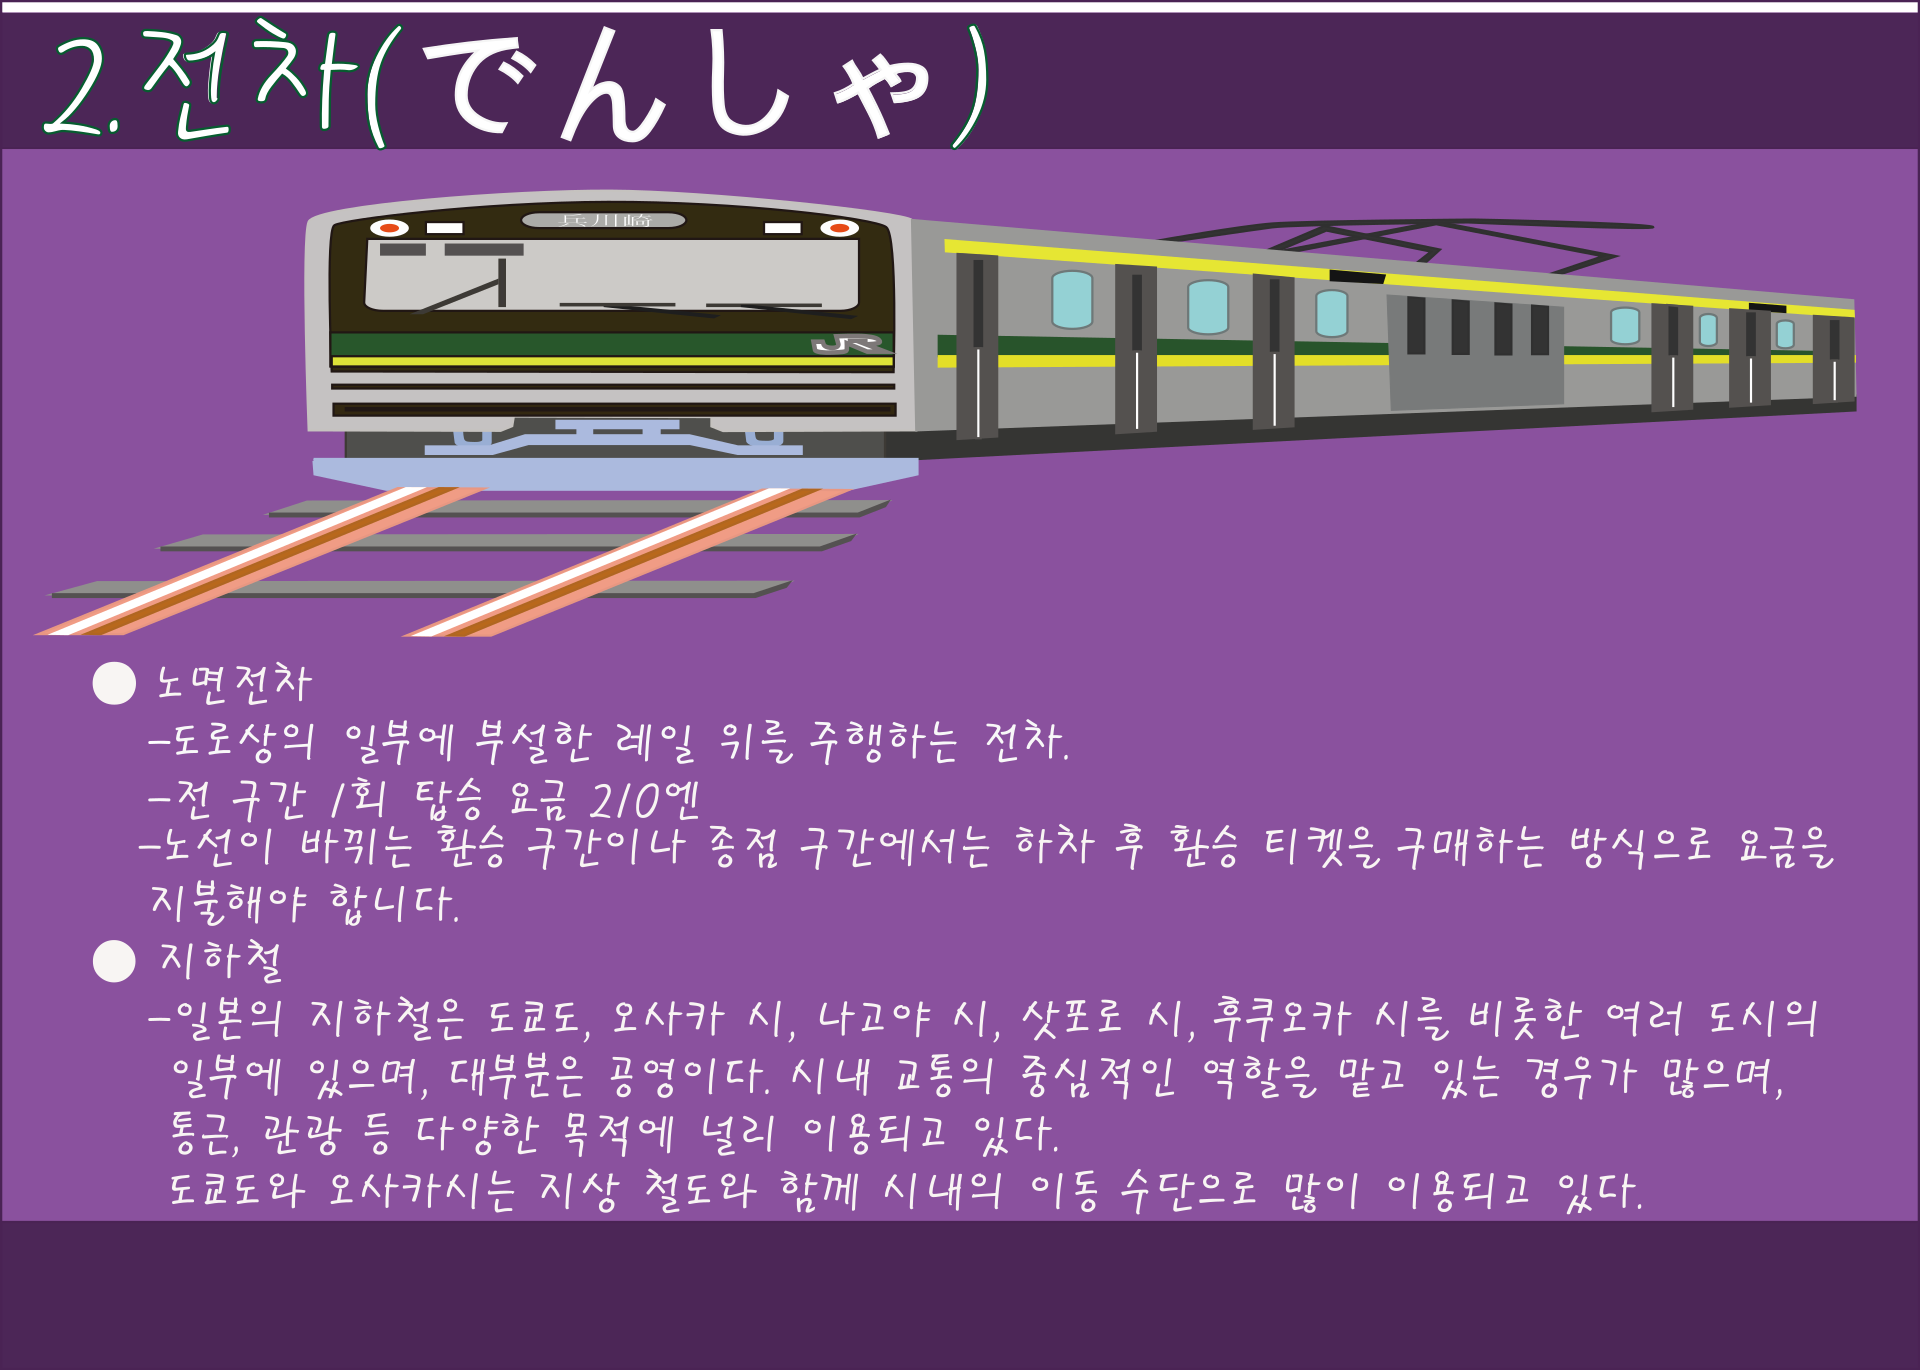 2.전차(でんしゃ)
兵川崎
JR
● 노면전차
-도로상의 일부에 부설한 레일 위를 주행하는 전차.
-전 구간 1회 탑승 요금 210엔
-노선이 바뀌는 환승 구간이나 종점 구간에서는 하차 후 환승 티켓을 구매하는 방식으로 요금을
지불해야 합니다.
● 지하철
-일본의 지하철은 도쿄도, 오사카 시, 나고야 시, 삿포로 시, 후쿠오카 시를 비롯한 여러 도시의
일부에 있으며, 대부분은 공영이다. 시내 교통의 중심적인 역할을 맡고 있는 경우가 많으며,
통근, 관광 등 다양한 목적에 널리 이용되고 있다.
도쿄도와 오사카시는 지상 철도와 함께 시내의 이동 수단으로 많이 이용되고 있다.